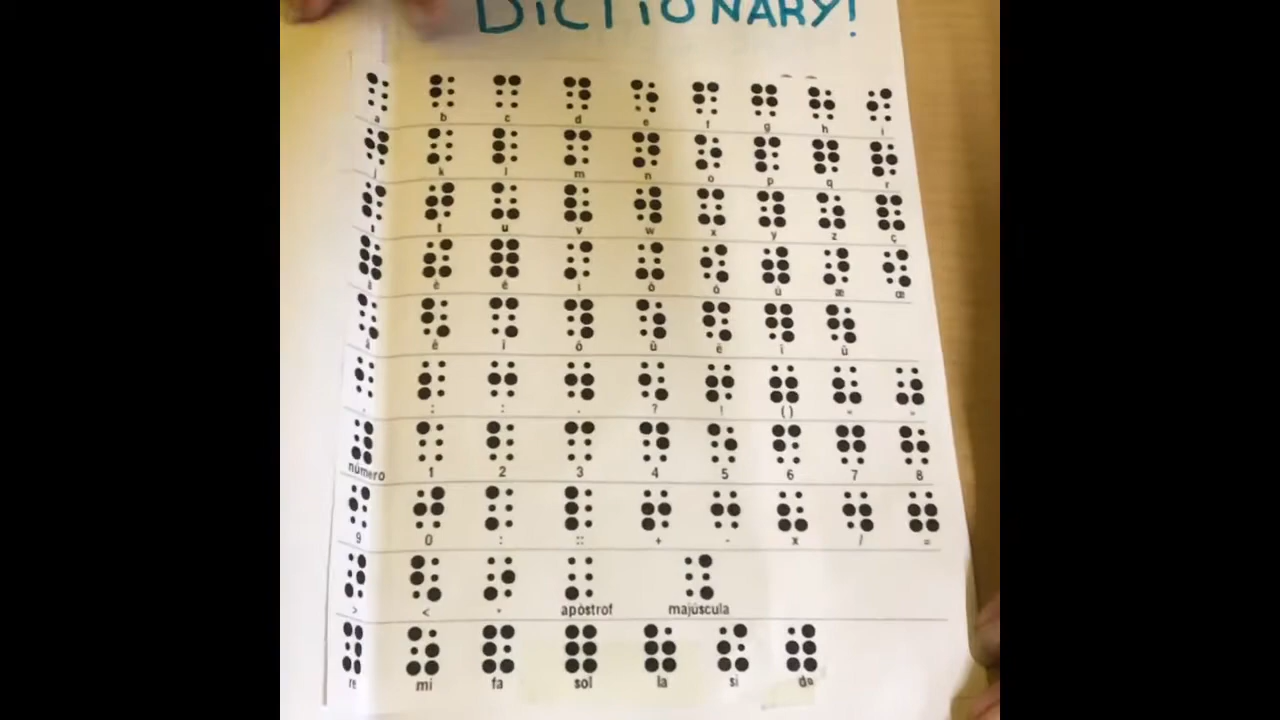 DICTIONARY!
a b c d e f g h i
j k l m n o p q r
t u v w x y z ç
è é ì ò ú æ œ
ê î ó ë
. : : . ? ! ( )
número 1 2 3 4 5 6 7 8
9 0 : :: + - x / =
> < apòstrof majúscula
re mi fa sol la si do